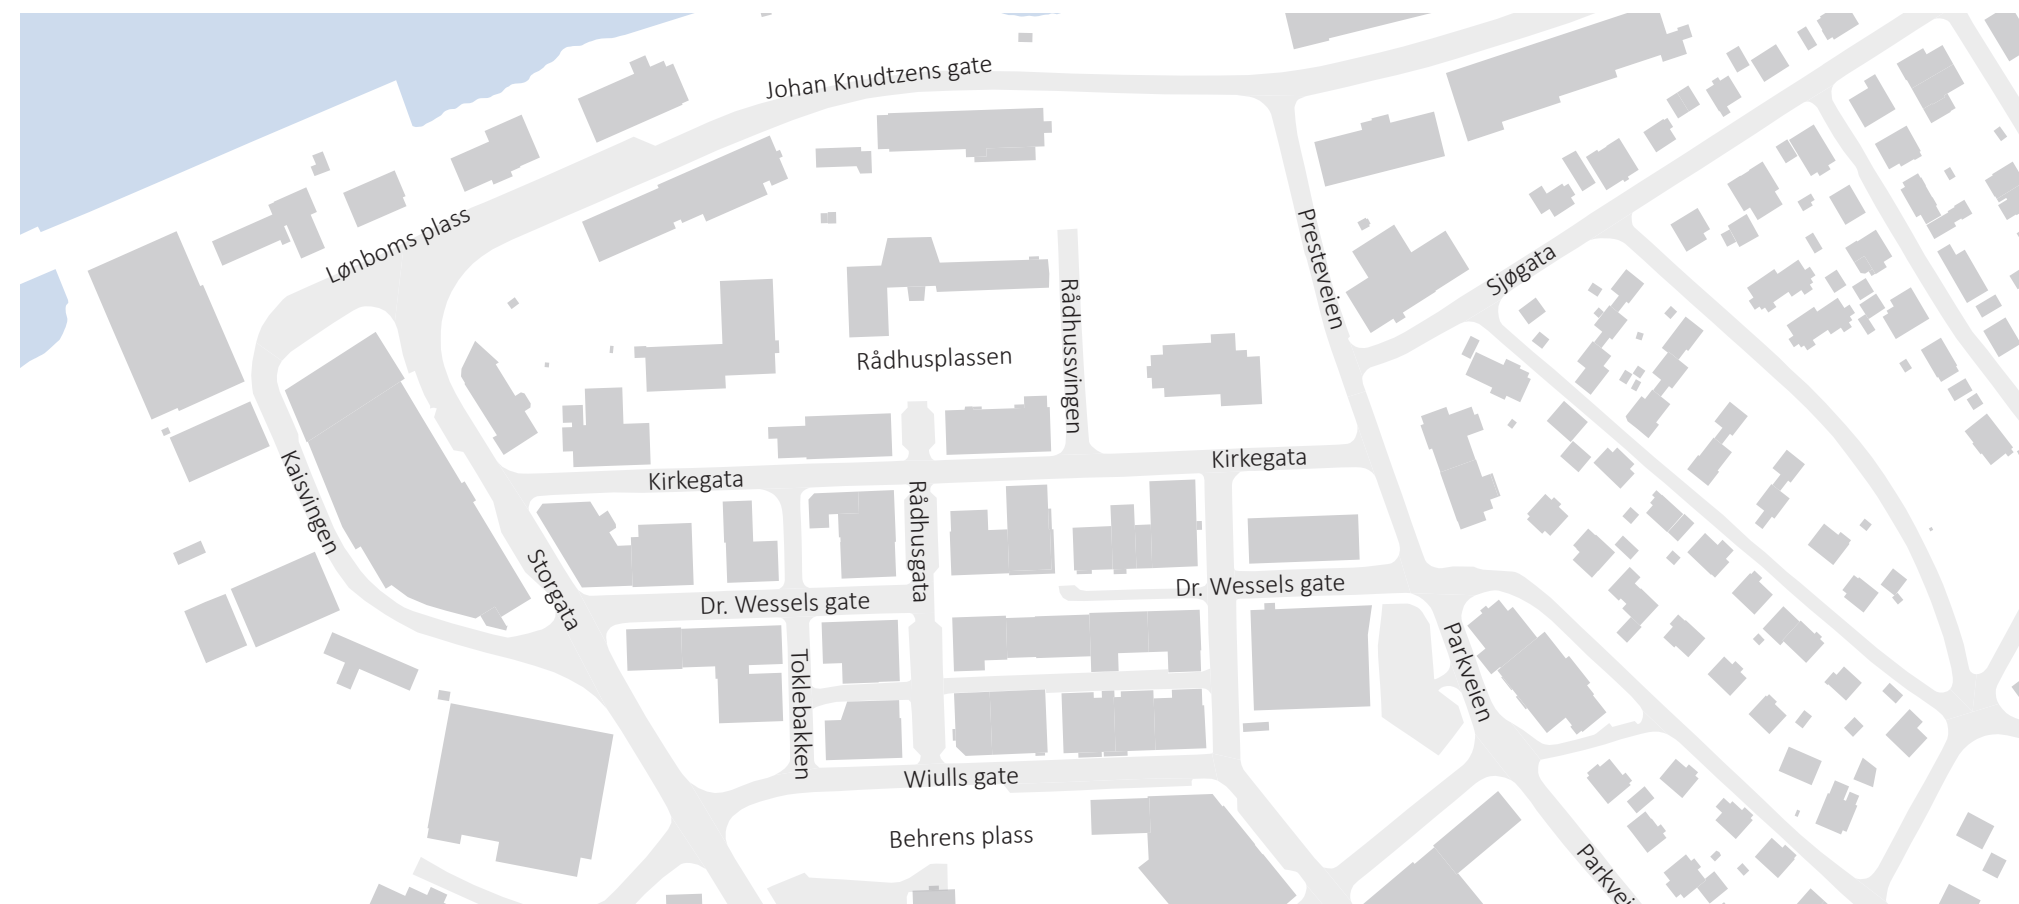 Johan Knudtzens gate
Lønboms plass
Presteveien
Sjøgata
Rådhussvingen
Rådhusplassen
Kirkegata
Kirkegata
Kaisvingen
Rådhusgata
Storgata
Dr. Wessels gate
Dr. Wessels gate
Toklebakken
Parkveien
Wiulls gate
Behrens plass
Parkvei